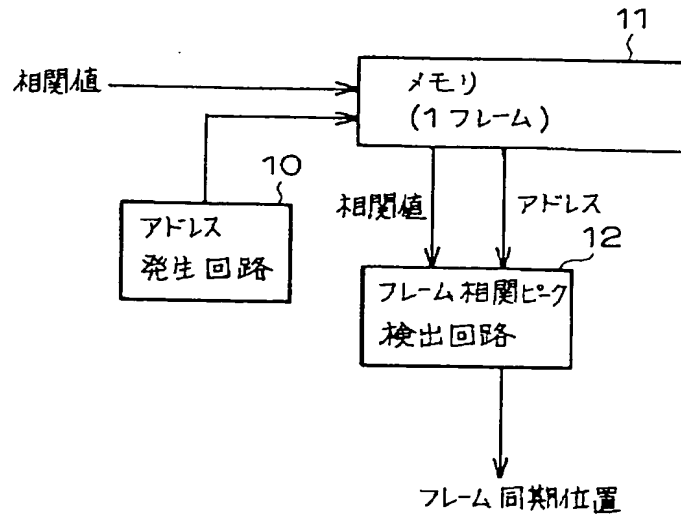 11
相関値
メモリ
(1フレーム)
10
アドレス
発生回路
相関値
アドレス
12
フレーム相関ピーク
検出回路
フレーム同期位置